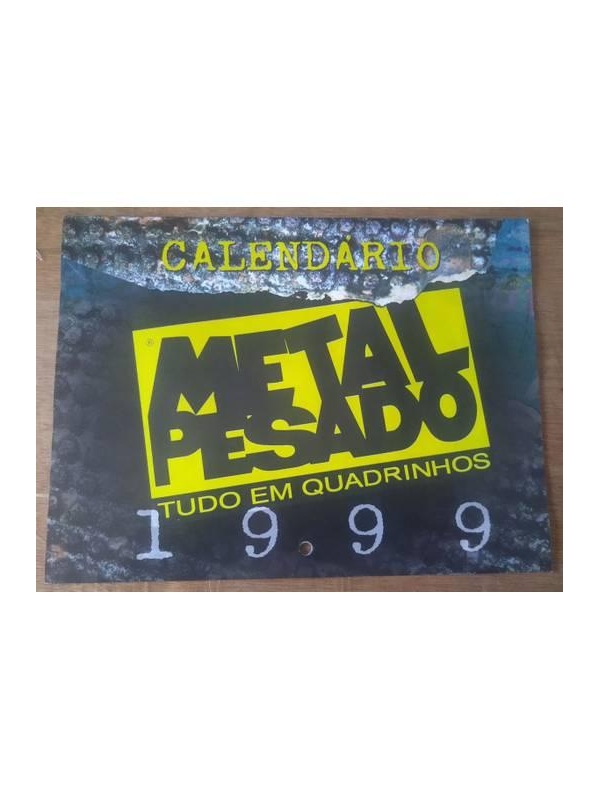 CALENDÁRIO
®
METAL
PESADO
TUDO EM QUADRINHOS
1999